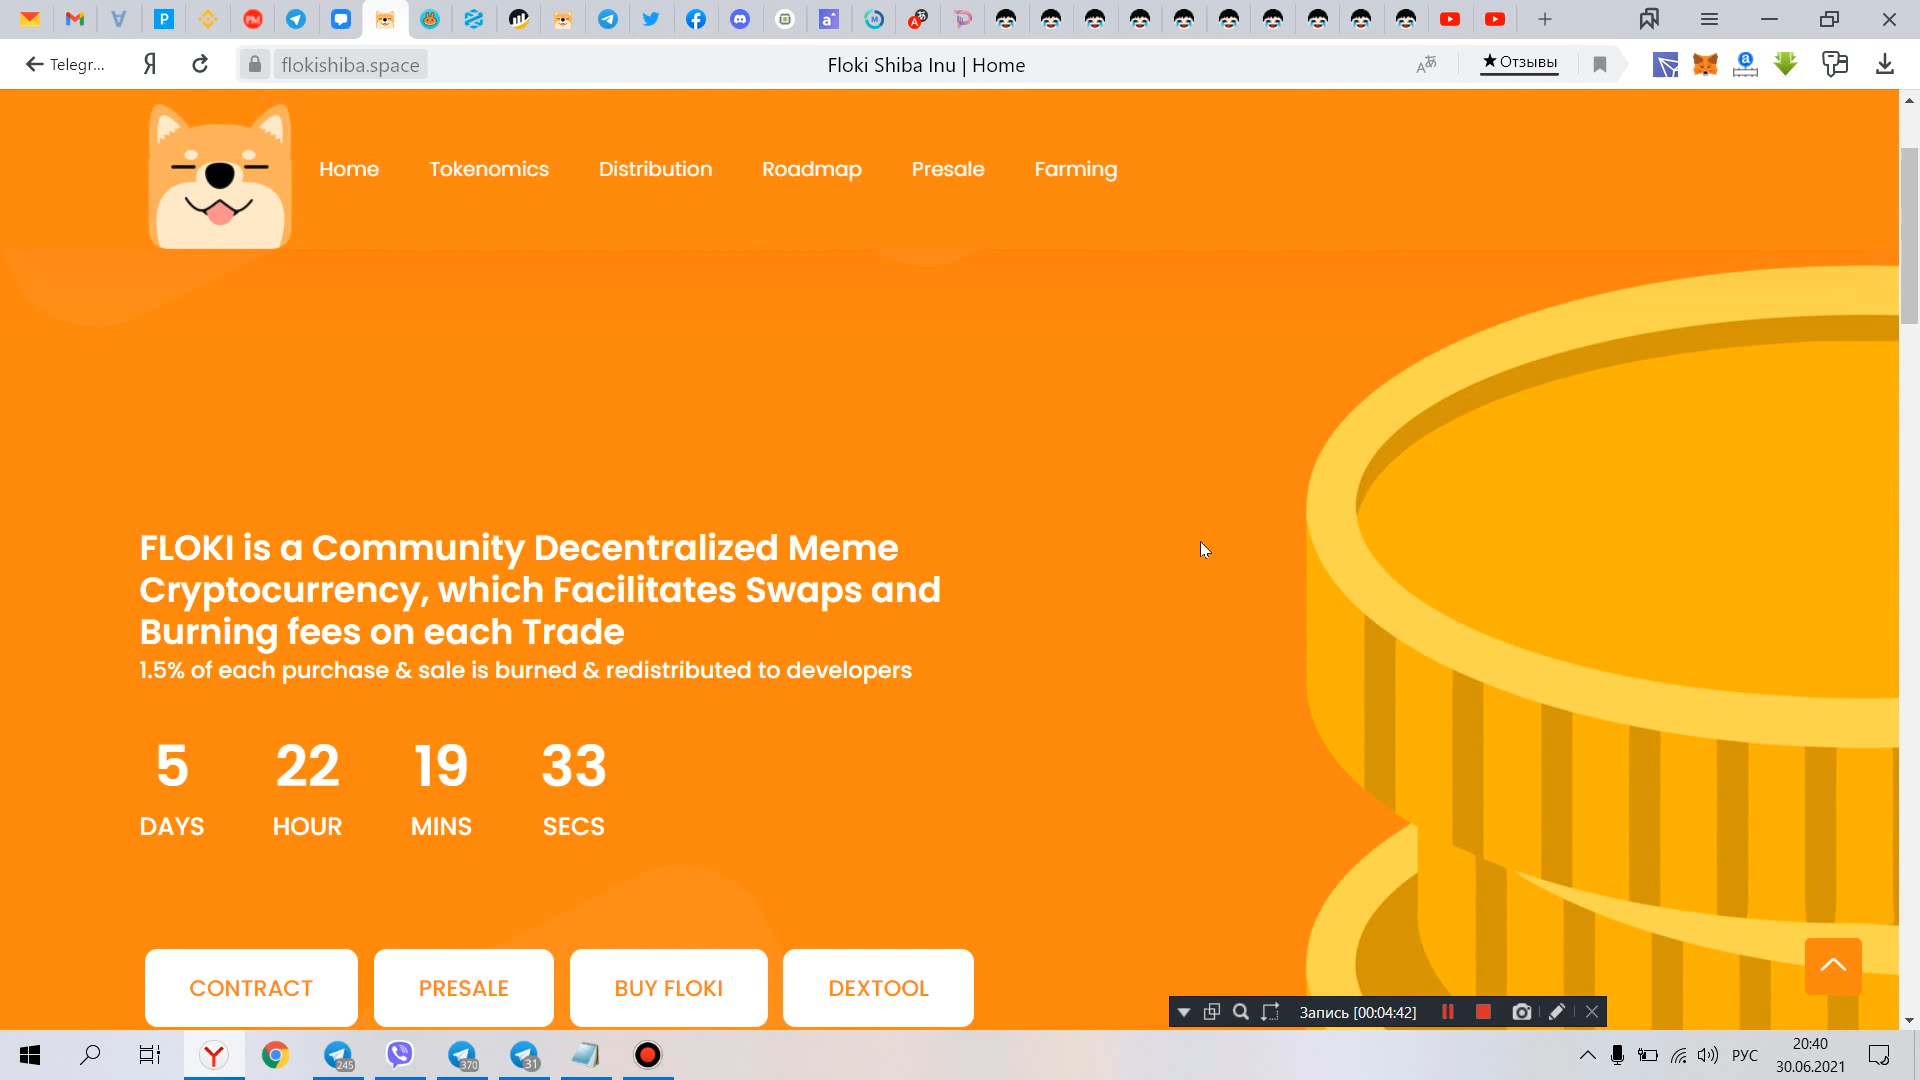 Telegr...
Я
flokishiba.space
Floki Shiba Inu | Home
★ Отзывы
Home
Tokenomics
Distribution
Roadmap
Presale
Farming
FLOKI is a Community Decentralized Meme
Cryptocurrency, which Facilitates Swaps and
Burning fees on each Trade
1.5% of each purchase & sale is burned & redistributed to developers
5
22
19
33
DAYS
HOUR
MINS
SECS
CONTRACT
PRESALE
BUY FLOKI
DEXTOOL
Запись [00:04:42]
245
370
31
РУС
20:40
30.06.2021